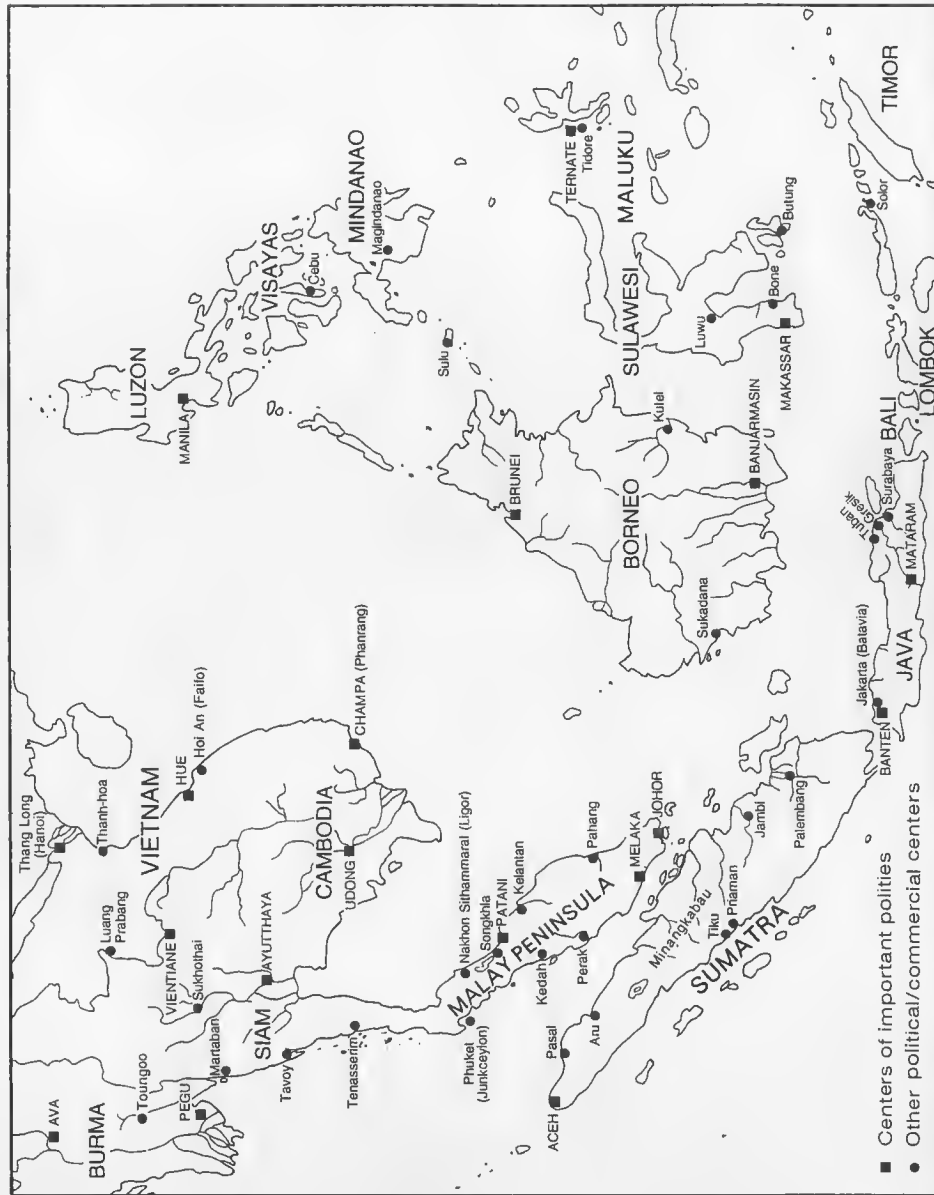 BURMA
AVA
Toungoo
PEGU
Martaban
Luang
Prabang
VIENTIANE
Sukhothai
SIAM
AYUTTHAYA
Tavoy
Tenasserim
Thang Long
(Hanoi)
Thanh-hoa
VIETNAM
HUE
Hoi An (Faifo)
CAMBODIA
UDONG
CHAMPA (Phanrang)
Nakhon Sithammaral (Ligor)
Songkhla
PATANI
Kelantan
Phukel
(Junkceylon)
MALAY PENINSULA
Kedah
Perak
Pahang
MELAKA
JOHOR
ACEH
Pasal
Aru
Minangkabau
Tiku
Priaman
SUMATRA
Jambi
Palembang
LUZON
MANILA
VISAYAS
Cebu
MINDANAO
Magindanao
Sulu
BRUNEI
BORNEO
Kulel
Sukadana
BANJARMASIN
TERNATE
Tidore
SULAWESI
MALUKU
Luwu
Bone
Butung
MAKASSAR
BANTEN
Jakarta (Batavia)
JAVA
MATARAM
Tuban
Gresik
Surabaya
BALI
LOMBOK
Solor
TIMOR
■ Centers of important polities
● Other political/commercial centers